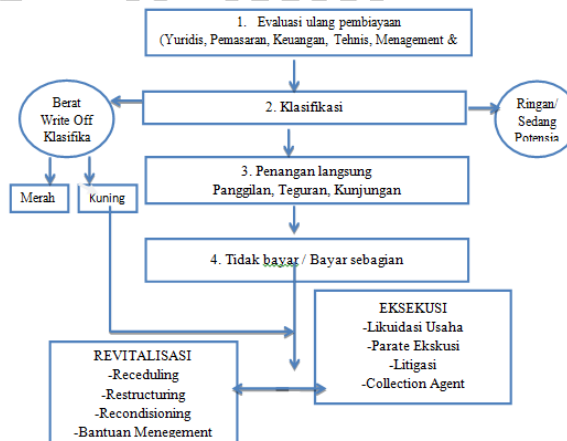 1. Evaluasi ulang pembiayaan
(Yuridis, Pemasaran, Keuangan, Tehnis, Menagement &
Berat
Write Off
Klasifika
2. Klasifikasi
Ringan/
Sedang
Potensia
Merah
Kuning
3. Penangan langsung
Panggilan, Teguran, Kunjungan
4. Tidak bayar / Bayar sebagian
EKSEKUSI
-Likuidasi Usaha
-Parate Ekskusi
-Litigasi
-Collection Agent
REVITALISASI
-Receduling
-Restructuring
-Recondisioning
-Bantuan Menegement